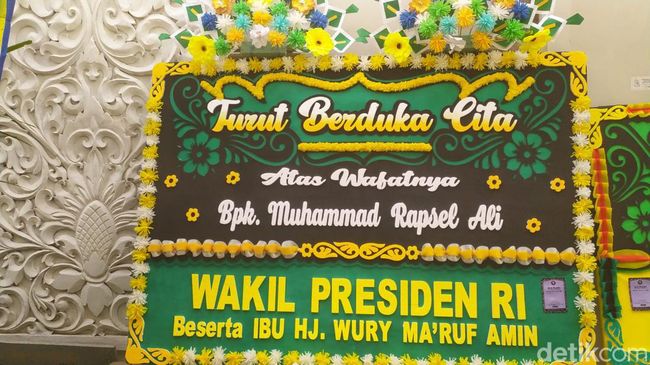 Turut Berduka Cita
Atas Wafatnya
Bpk. Muhammad Rapsel Ali
WAKIL PRESIDEN RI
Beserta IBU HJ. WURY MA'RUF AMIN
detikcom